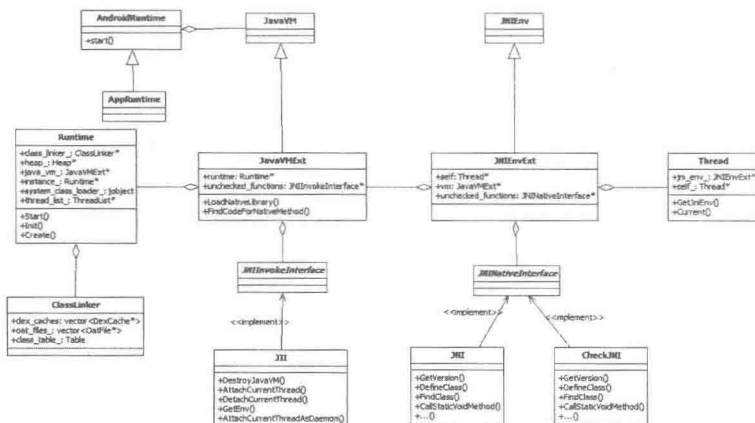 AndroidRuntime
+start()
JavaVM
JNIEnv
AppRuntime
Runtime
+class_linker_: ClassLinker*
+heap_: Heap*
+java_vm_: JavaVMExt*
+instance_: Runtime*
+system_class_loader_: jobject
+thread_list_: ThreadList*
+Start()
+Init()
+Create()
JavaVMExt
+runtime: Runtime*
+unchecked_functions: JNIInvokeInterface*
+LoadNativeLibrary()
+FindCodeForNativeMethod()
JNIEnvExt
+self: Thread*
+vm: JavaVMExt*
+unchecked_functions: JNINativeInterface*
Thread
+jni_env_: JNIEnvExt*
+self_: Thread*
+GetJniEnv()
+Current()
ClassLinker
+dex_caches: vector<DexCache*>
+oat_files_: vector<OatFile*>
+class_table_: Table
JNIInvokeInterface
<<implement>>
JII
+DestroyJavaVM()
+AttachCurrentThread()
+DetachCurrentThread()
+GetEnv()
+AttachCurrentThreadAsDaemon()
JNINativeInterface
<<implement>>
<<implement>>
JNI
+GetVersion()
+DefineClass()
+FindClass()
+CallStaticVoidMethod()
+...()
CheckJNI
+GetVersion()
+DefineClass()
+FindClass()
+CallStaticVoidMethod()
+...()